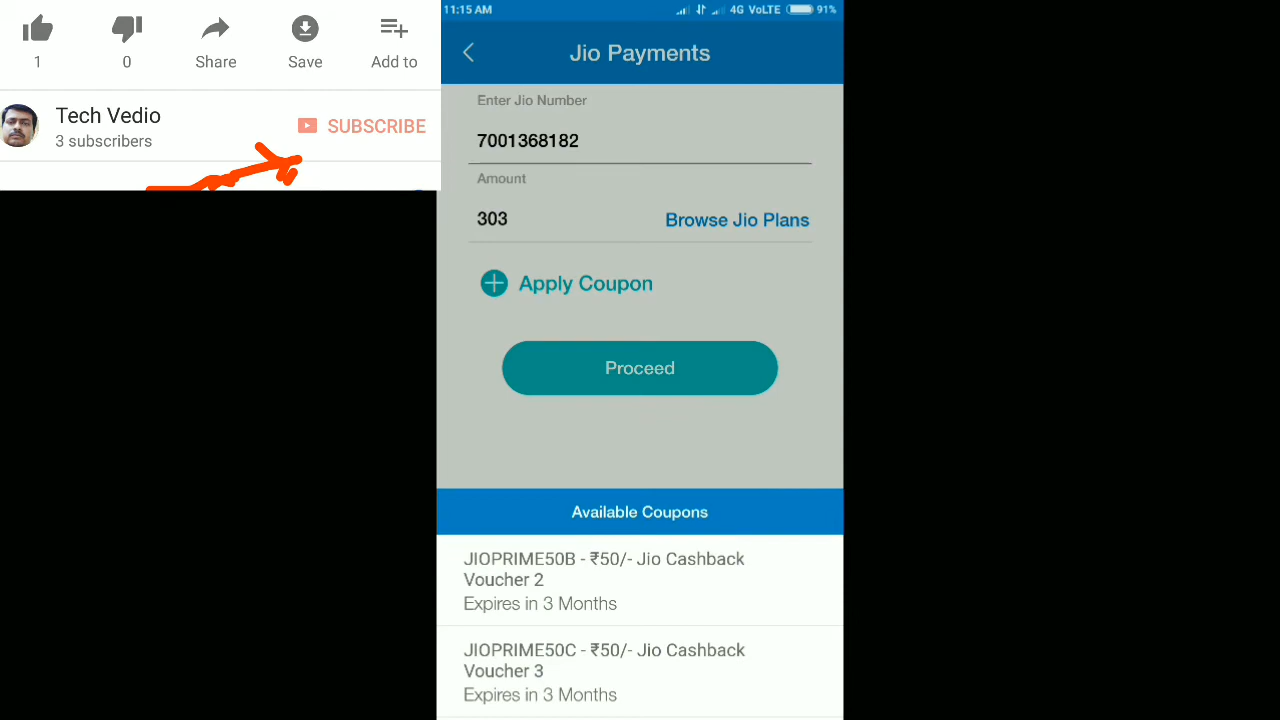 1
0
Share
Save
Add to
Tech Vedio
3 subscribers
SUBSCRIBE
11:15 AM
4G VoLTE
91%
Jio Payments
Enter Jio Number
7001368182
Amount
303
Browse Jio Plans
Apply Coupon
Proceed
Available Coupons
JIOPRIME50B - ₹50/- Jio Cashback
Voucher 2
Expires in 3 Months
JIOPRIME50C - ₹50/- Jio Cashback
Voucher 3
Expires in 3 Months